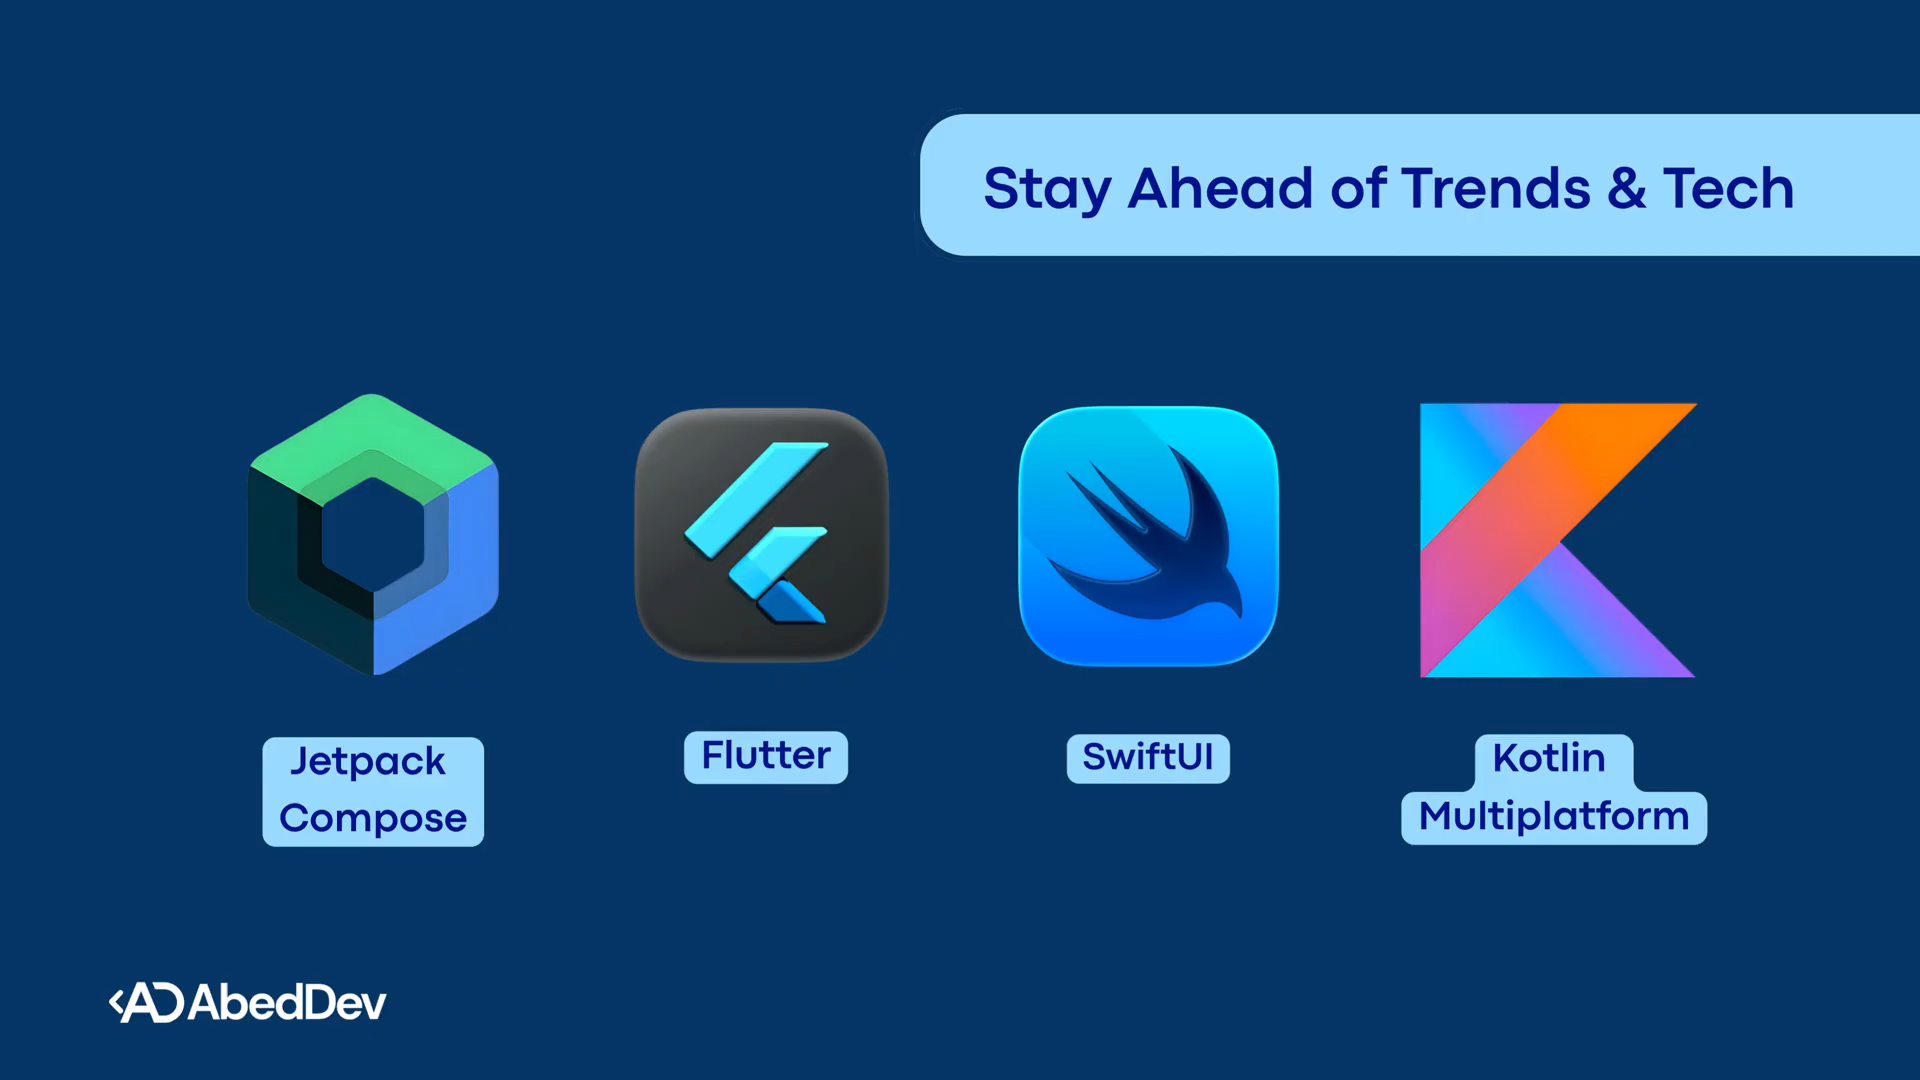 Stay Ahead of Trends & Tech
Jetpack
Compose
Flutter
SwiftUI
Kotlin
Multiplatform
AbedDev